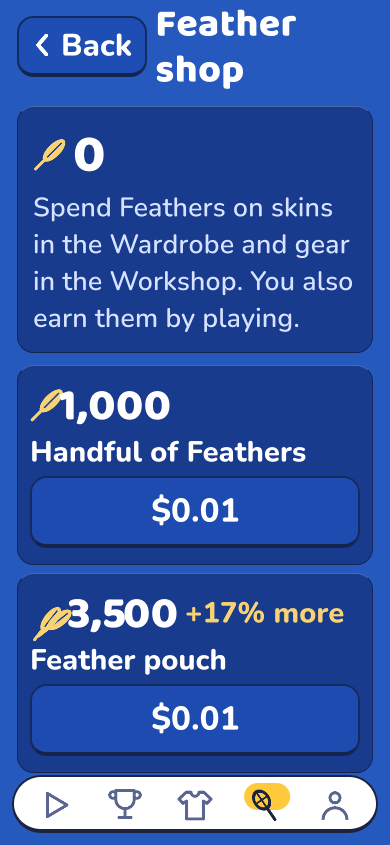 Back
Feather
shop
0
Spend Feathers on skins
in the Wardrobe and gear
in the Workshop. You also
earn them by playing.
1,000
Handful of Feathers
$0.01
3,500 +17% more
Feather pouch
$0.01